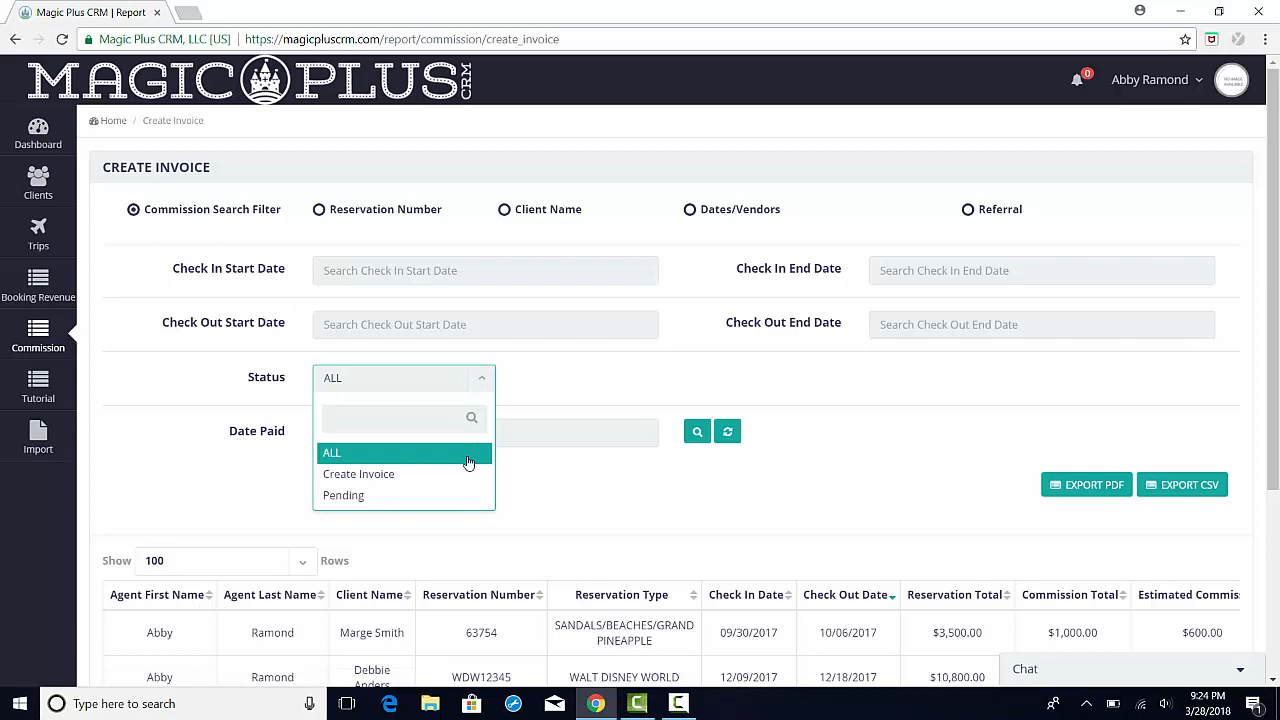 Magic Plus CRM | Report
Magic Plus CRM, LLC [US] https://magicpluscrm.com/report/commission/create_invoice
MAGIC PLUS CRM
0
Abby Ramond
NO IMAGE AVAILABLE
Home / Create Invoice
Dashboard
Clients
Trips
Booking Revenue
Commission
Tutorial
Import
CREATE INVOICE
Commission Search Filter Reservation Number Client Name Dates/Vendors Referral
Check In Start Date Search Check In Start Date Check In End Date Search Check In End Date
Check Out Start Date Search Check Out Start Date Check Out End Date Search Check Out End Date
Status ALL
Date Paid
ALL
Create Invoice
Pending
EXPORT PDF EXPORT CSV
Show 100 Rows
Agent First Name Agent Last Name Client Name Reservation Number Reservation Type Check In Date Check Out Date Reservation Total Commission Total Estimated Commis
Abby Ramond Marge Smith 63754 SANDALS/BEACHES/GRAND PINEAPPLE 09/30/2017 10/06/2017 $3,500.00 $1,000.00 $600.00
Abby Ramond Debbie Anders WDW12345 WALT DISNEY WORLD 12/09/2017 12/18/2017 $10,800.00
Chat
Type here to search
9:24 PM
3/28/2018